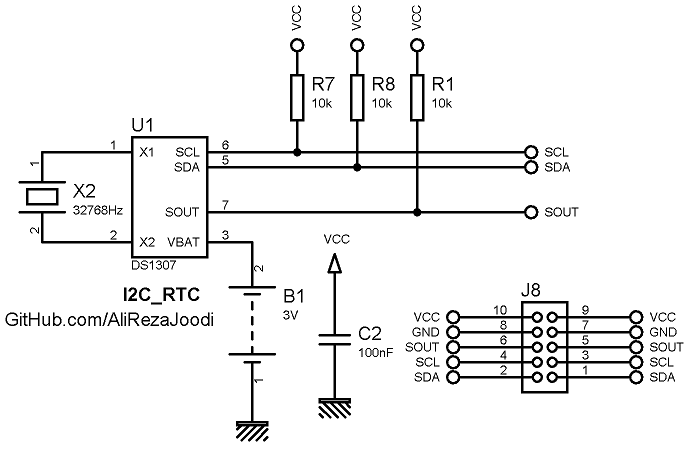 VCC VCC VCC
R7 R8 R1
10k 10k 10k
U1
1 X1 SCL 6 SCL
SDA 5 SDA
1
X2
32768Hz
SOUT 7 SOUT
2
2 X2 VBAT 3
DS1307
I2C_RTC
GitHub.com/AliRezaJoodi
2
B1
3V
1
VCC
C2
100nF
J8
VCC 10 9 VCC
GND 8 7 GND
SOUT 6 5 SOUT
SCL 4 3 SCL
SDA 2 1 SDA